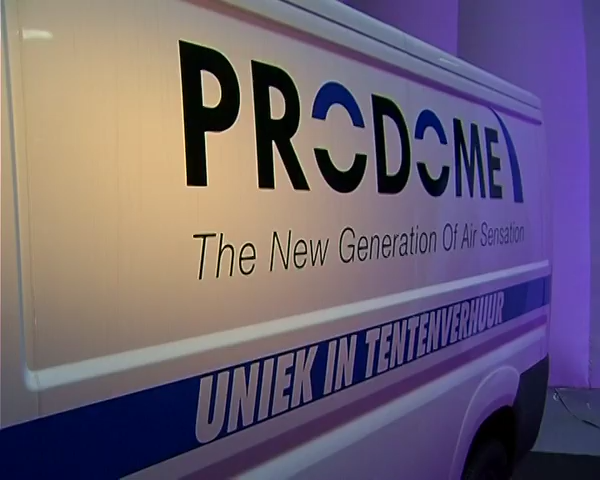 PRODOME
The New Generation Of Air Sensation
UNIEK IN TENTENVERHUUR